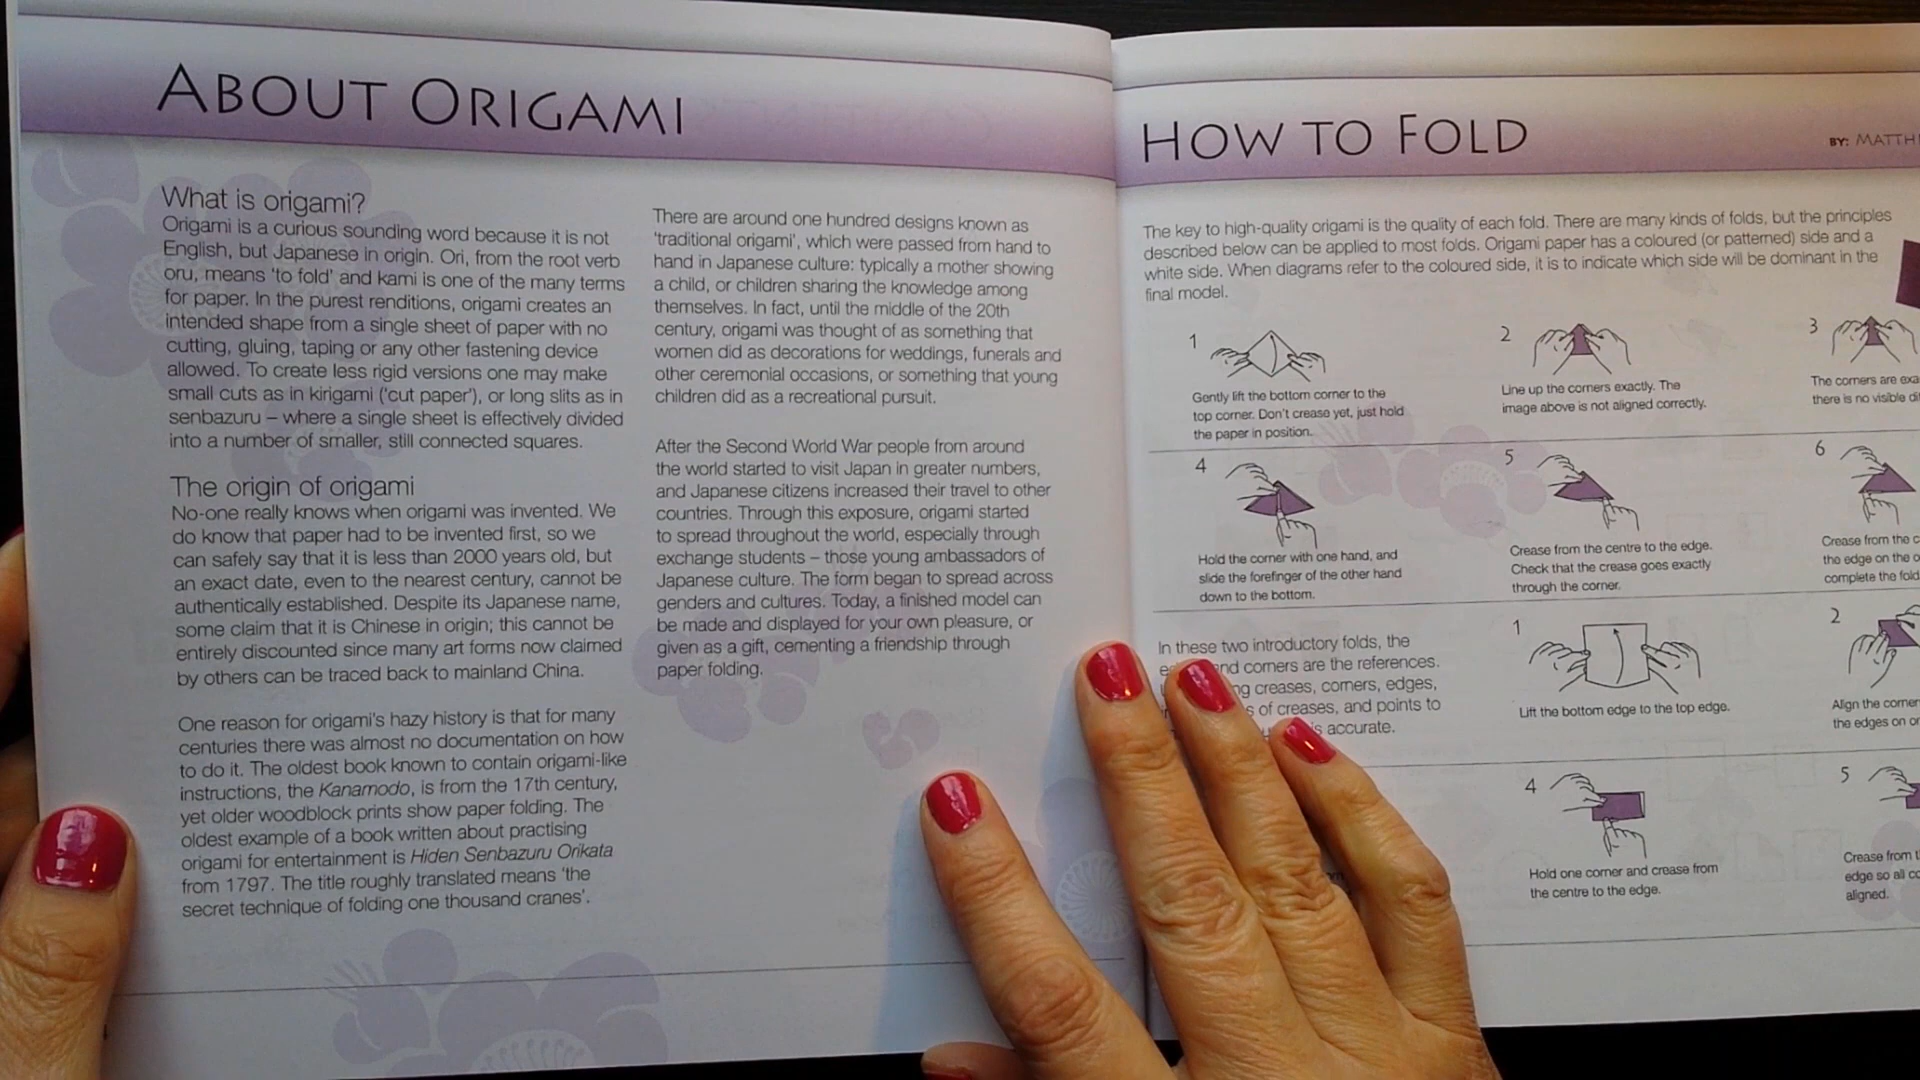 ABOUT ORIGAMI
What is origami?
Origami is a curious sounding word because it is not
English, but Japanese in origin. Ori, from the root verb
oru, means 'to fold' and kami is one of the many terms
for paper. In the purest renditions, origami creates an
intended shape from a single sheet of paper with no
cutting, gluing, taping or any other fastening device
allowed. To create less rigid versions one may make
small cuts as in kirigami ('cut paper'), or long slits as in
senbazuru – where a single sheet is effectively divided
into a number of smaller, still connected squares.
The origin of origami
No-one really knows when origami was invented. We
do know that paper had to be invented first, so we
can safely say that it is less than 2000 years old, but
an exact date, even to the nearest century, cannot be
authentically established. Despite its Japanese name,
some claim that it is Chinese in origin; this cannot be
entirely discounted since many art forms now claimed
by others can be traced back to mainland China.
One reason for origami's hazy history is that for many
centuries there was almost no documentation on how
to do it. The oldest book known to contain origami-like
instructions, the Kanamodo, is from the 17th century,
yet older woodblock prints show paper folding. The
oldest example of a book written about practising
origami for entertainment is Hiden Senbazuru Orikata
from 1797. The title roughly translated means 'the
secret technique of folding one thousand cranes'.
There are around one hundred designs known as
'traditional origami', which were passed from hand to
hand in Japanese culture: typically a mother showing
a child, or children sharing the knowledge among
themselves. In fact, until the middle of the 20th
century, origami was thought of as something that
women did as decorations for weddings, funerals and
other ceremonial occasions, or something that young
children did as a recreational pursuit.
After the Second World War people from around
the world started to visit Japan in greater numbers,
and Japanese citizens increased their travel to other
countries. Through this exposure, origami started
to spread throughout the world, especially through
exchange students – those young ambassadors of
Japanese culture. The form began to spread across
genders and cultures. Today, a finished model can
be made and displayed for your own pleasure, or
given as a gift, cementing a friendship through
paper folding.
HOW TO FOLD
BY: MATTH
The key to high-quality origami is the quality of each fold. There are many kinds of folds, but the principles
described below can be applied to most folds. Origami paper has a coloured (or patterned) side and a
white side. When diagrams refer to the coloured side, it is to indicate which side will be dominant in the
final model.
1
Gently lift the bottom corner to the
top corner. Don't crease yet, just hold
the paper in position.
2
Line up the corners exactly. The
image above is not aligned correctly.
3
The corners are exa
there is no visible di
4
Hold the corner with one hand, and
slide the forefinger of the other hand
down to the bottom.
5
Crease from the centre to the edge.
Check that the crease goes exactly
through the corner.
6
Crease from the c
the edge on the o
complete the fold
In these two introductory folds, the
nd corners are the references.
ng creases, corners, edges,
s of creases, and points to
is accurate.
1
Lift the bottom edge to the top edge.
2
Align the corner
the edges on or
4
Hold one corner and crease from
the centre to the edge.
5
Crease from t
edge so all co
aligned.